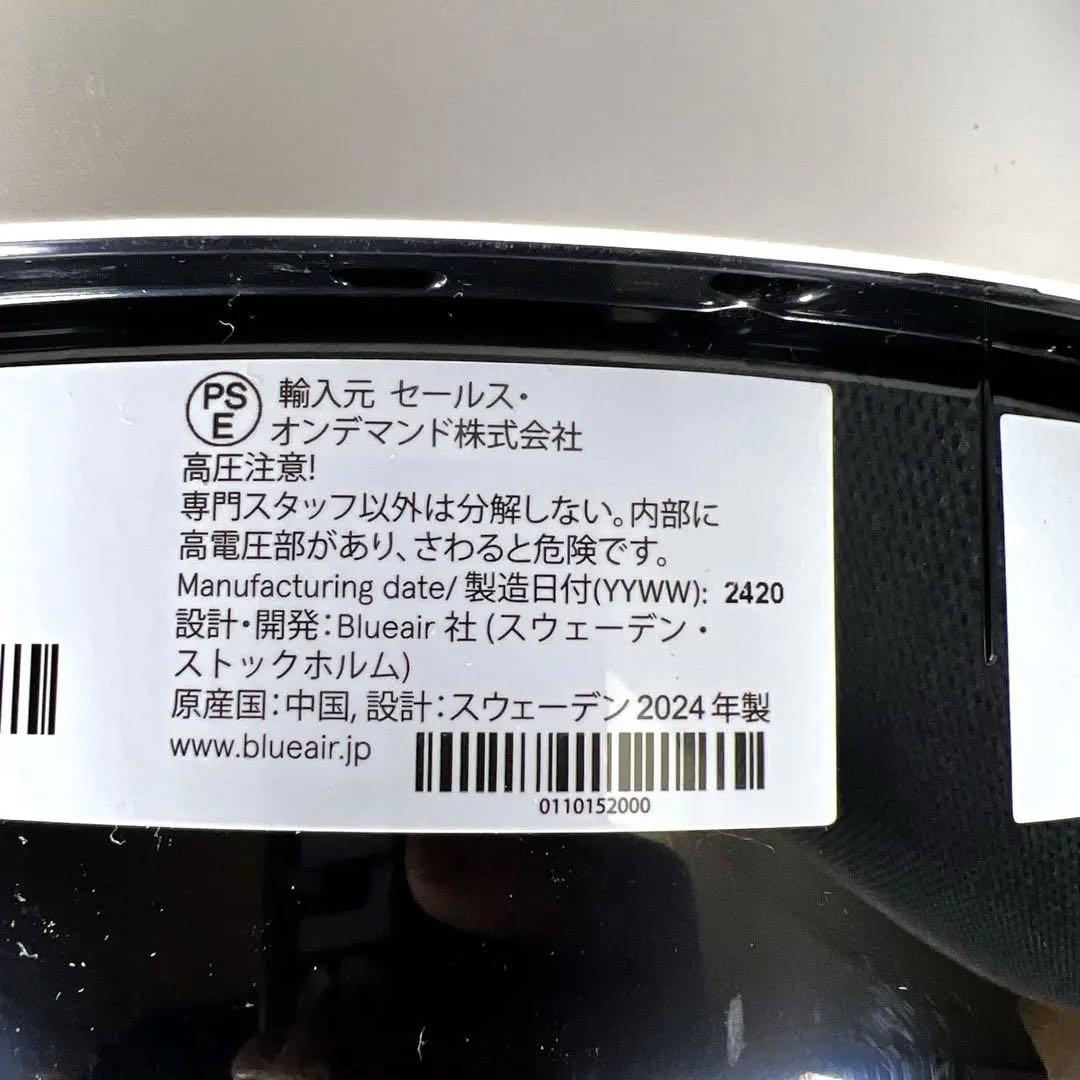 PS
E
輸入元 セールス・
オンデマンド株式会社
高圧注意!
専門スタッフ以外は分解しない。内部に
高電圧部があり、さわると危険です。
Manufacturing date/ 製造日付(YYWW): 2420
設計・開発：Blueair 社 (スウェーデン・
ストックホルム)
原産国：中国, 設計：スウェーデン 2024 年製
www.blueair.jp
0110152000